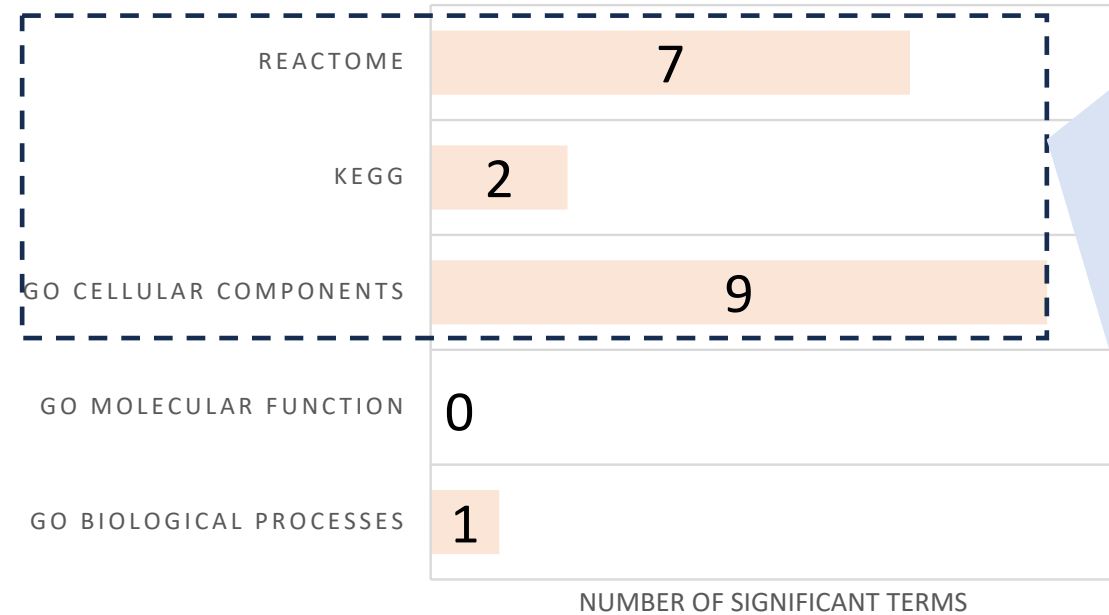 REACTOME 7
KEGG 2
GO CELLULAR COMPONENTS 9
GO MOLECULAR FUNCTION 0
GO BIOLOGICAL PROCESSES 1
NUMBER OF SIGNIFICANT TERMS